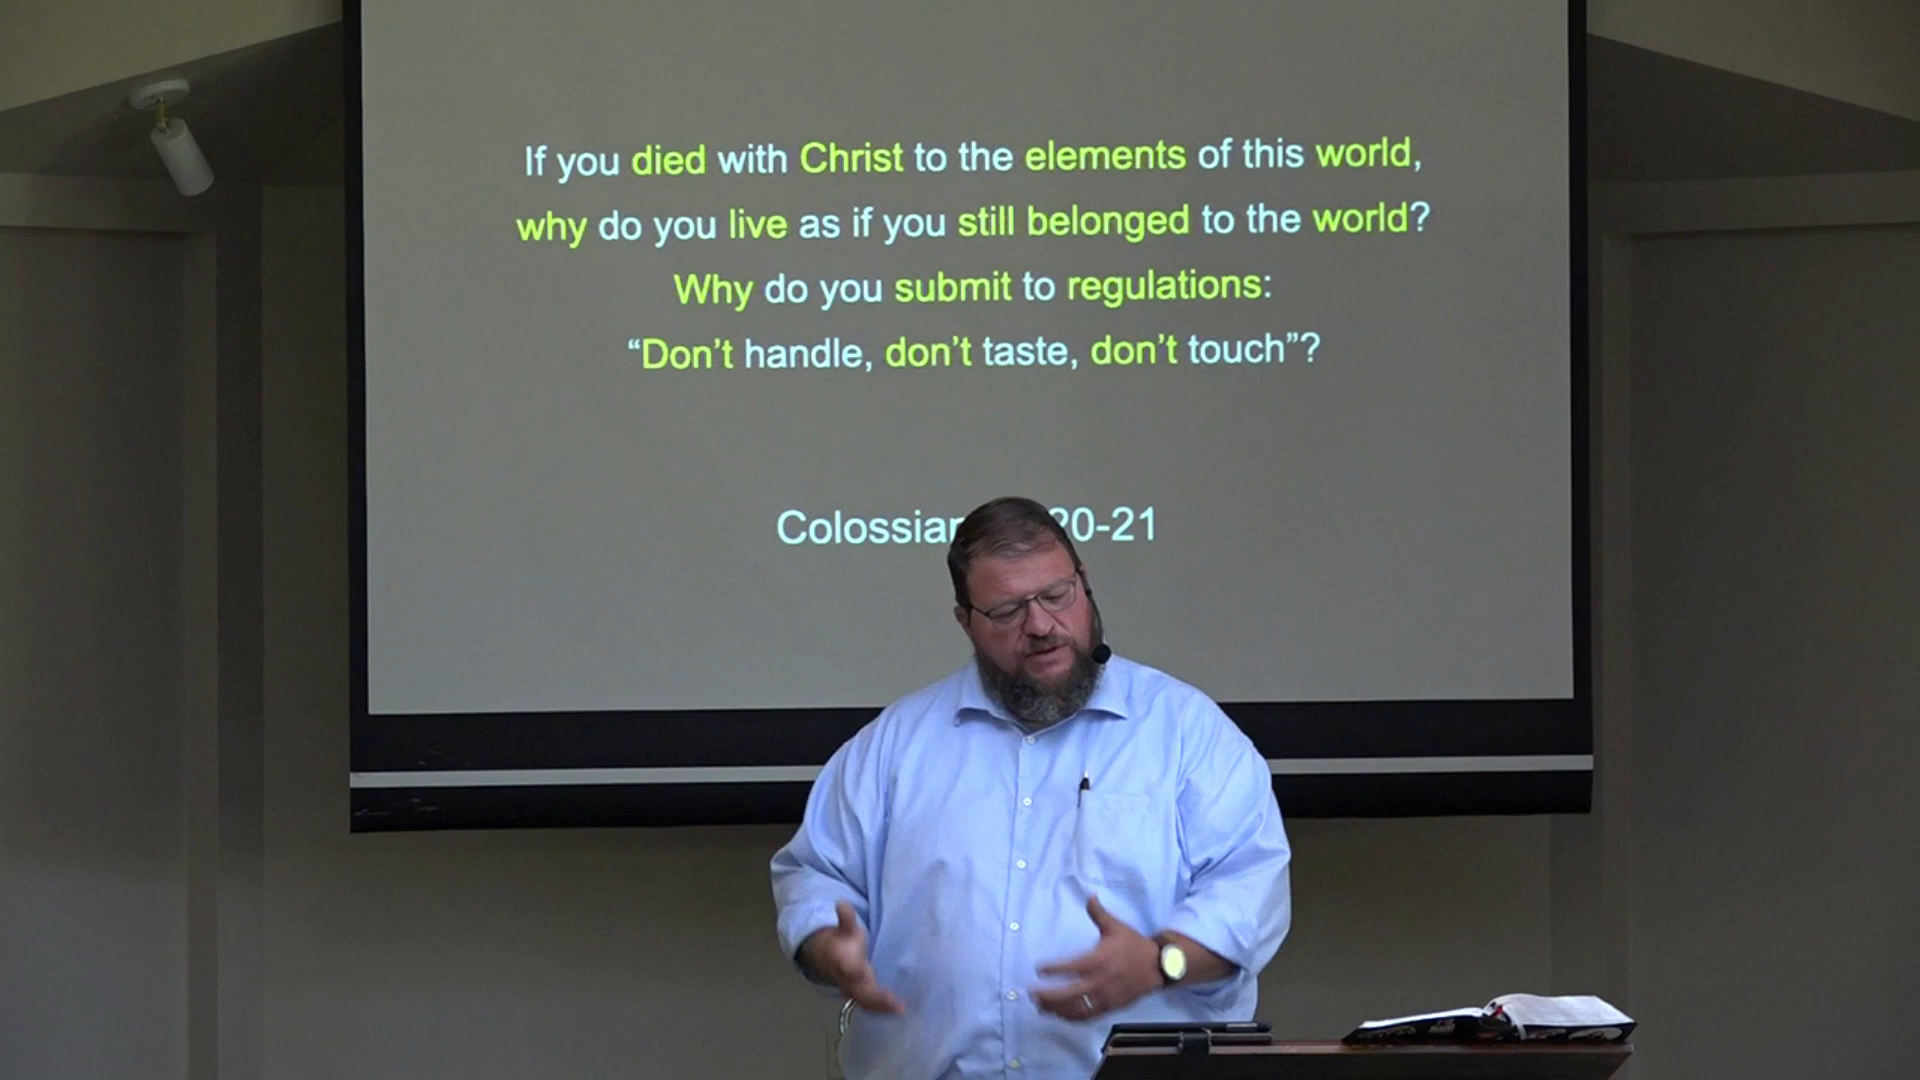 If you died with Christ to the elements of this world,
why do you live as if you still belonged to the world?
Why do you submit to regulations:
“Don’t handle, don’t taste, don’t touch”?
20-21